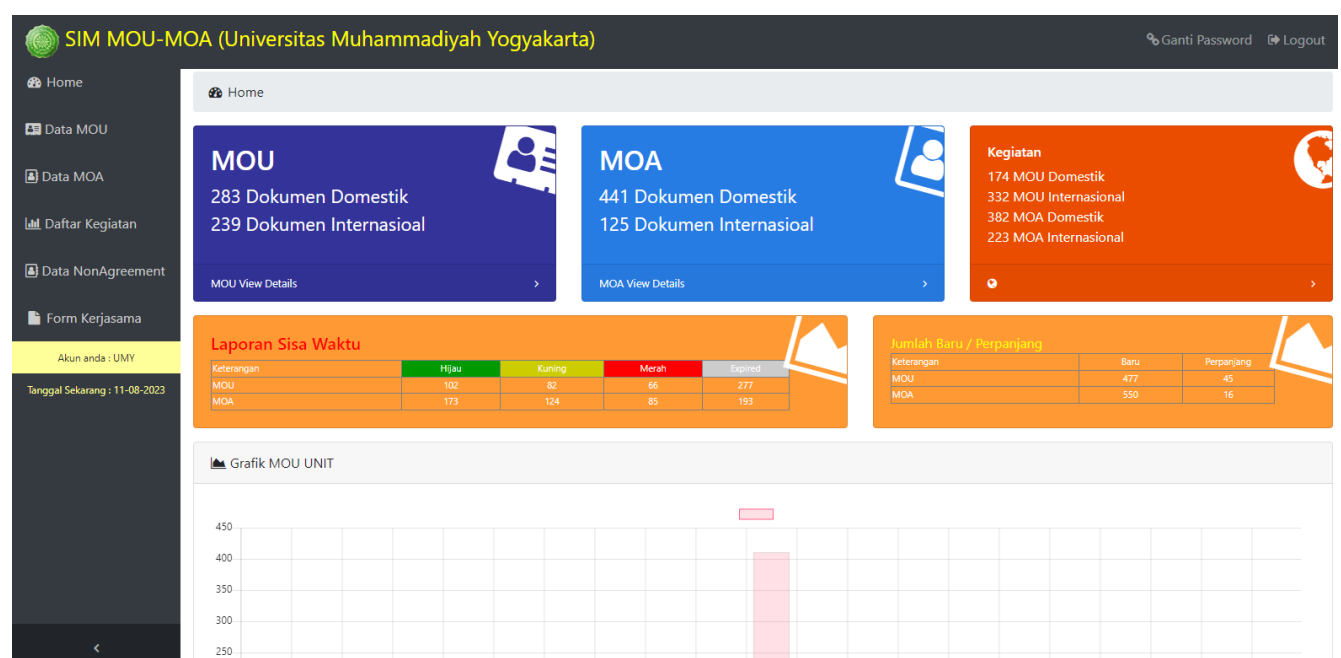 SIM MOU-MOA (Universitas Muhammadiyah Yogyakarta)
Ganti Password Logout
Home
Data MOU
Data MOA
Daftar Kegiatan
Data NonAgreement
Form Kerjasama
Akun anda : UMY
Tanggal Sekarang : 11-08-2023
Home
MOU
283 Dokumen Domestik
239 Dokumen Internasioal
MOU View Details
MOA
441 Dokumen Domestik
125 Dokumen Internasioal
MOA View Details
Kegiatan
174 MOU Domestik
332 MOU Internasional
382 MOA Domestik
223 MOA Internasional
Laporan Sisa Waktu
Keterangan Hijau Kuning Merah Expired
MOU 102 82 66 277
MOA 173 124 85 193
Jumlah Baru / Perpanjang
Keterangan Baru Perpanjang
MOU 477 45
MOA 550 16
Grafik MOU UNIT
450
400
350
300
250